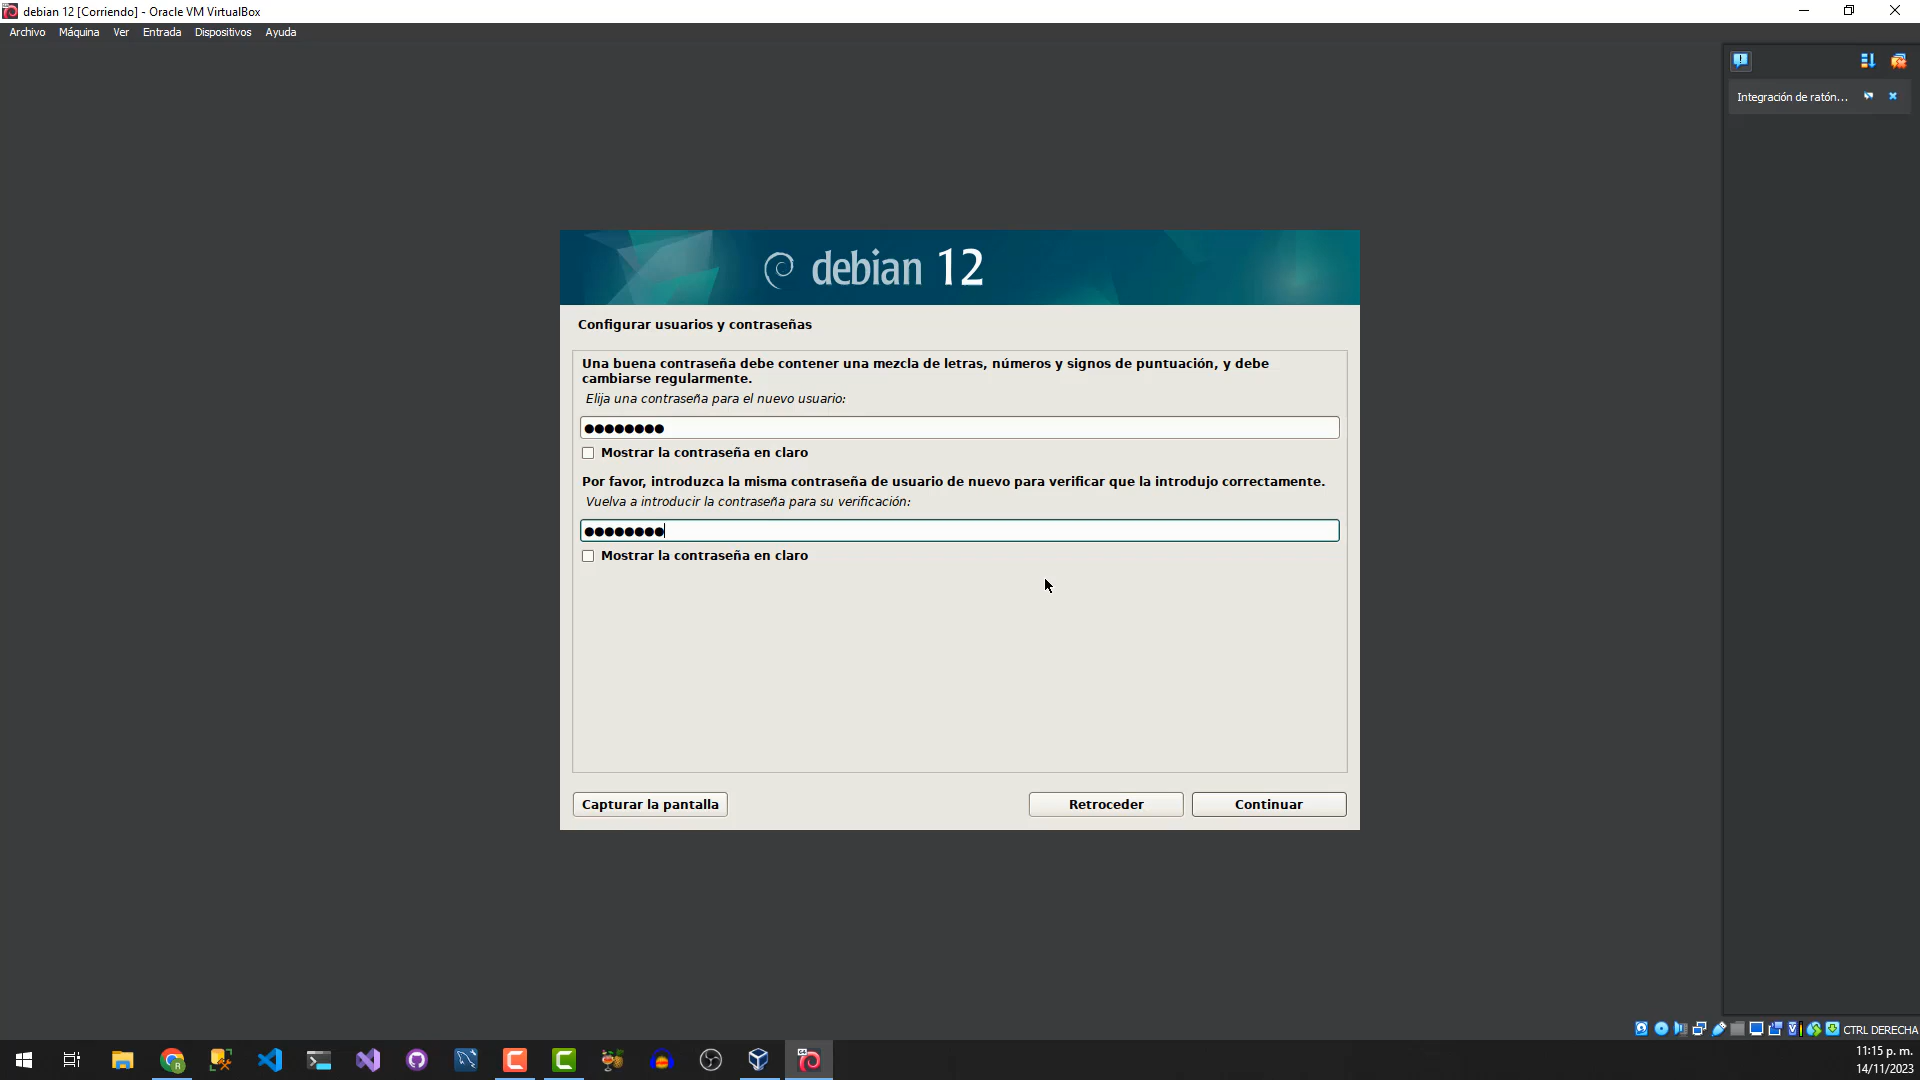 debian 12 [Corriendo] - Oracle VM VirtualBox
Archivo Máquina Ver Entrada Dispositivos Ayuda
Integración de ratón...
debian 12
Configurar usuarios y contraseñas
Una buena contraseña debe contener una mezcla de letras, números y signos de puntuación, y debe
cambiarse regularmente.
Elija una contraseña para el nuevo usuario:
●●●●●●●●
Mostrar la contraseña en claro
Por favor, introduzca la misma contraseña de usuario de nuevo para verificar que la introdujo correctamente.
Vuelva a introducir la contraseña para su verificación:
●●●●●●●●
Mostrar la contraseña en claro
Capturar la pantalla Retroceder Continuar
CTRL DERECHA
11:15 p. m.
14/11/2023